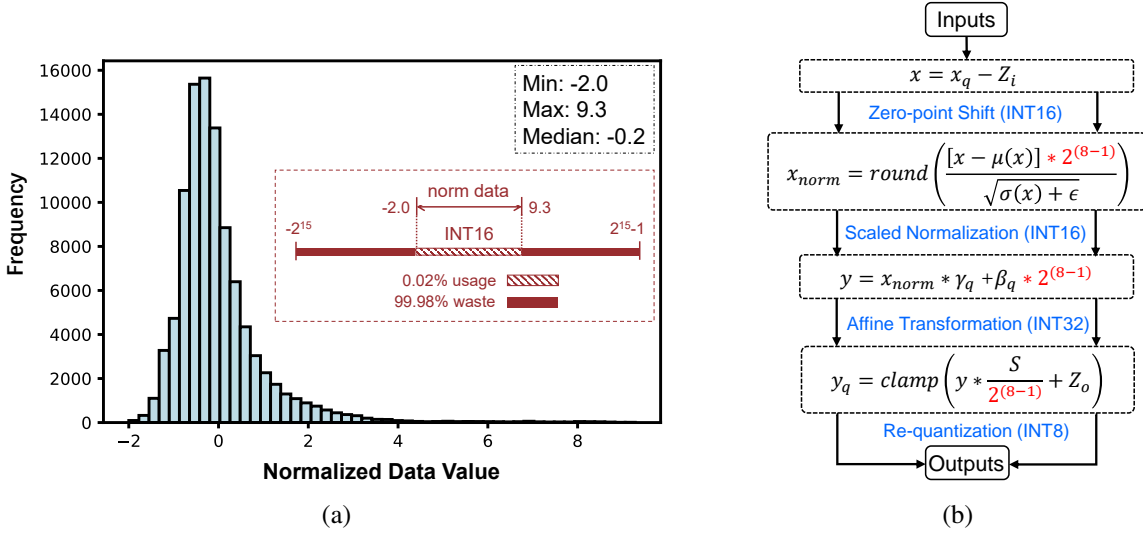 16000
14000
12000
10000
8000
6000
4000
2000
0
Frequency
−2
0
2
4
6
8
Normalized Data Value
Min: -2.0
Max: 9.3
Median: -0.2
norm data
-2.0
9.3
-2¹⁵
INT16
2¹⁵-1
0.02% usage
99.98% waste
(a)
Inputs
x = x_q − Z_i
Zero-point Shift (INT16)
x_norm = round([x − μ(x)] * 2^(8−1) / √(σ(x) + ϵ))
Scaled Normalization (INT16)
y = x_norm * γ_q +β_q * 2^(8−1)
Affine Transformation (INT32)
y_q = clamp(y * S / 2^(8−1) + Z_o)
Re-quantization (INT8)
Outputs
(b)